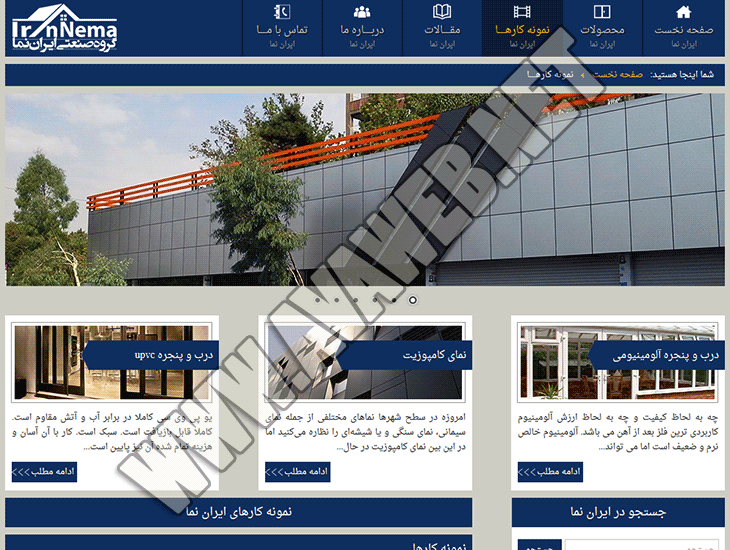 IranNema
گروه صنعتی ایران نما
صفحه نخست
ایران نما
محصولات
ایران نما
نمونه کارهــا
ایران نما
مقــالات
ایران نما
دربــاره ما
ایران نما
تماس با مــا
ایران نما
شما اینجا هستید: صفحه نخست نمونه کارهــا
WWW.AVAWEB.NET
درب و پنجره آلومینیومی
چه به لحاظ کیفیت و چه به لحاظ ارزش آلومینیوم
کاربردی ترین فلز بعد از آهن می باشد. آلومینیوم خالص
نرم و ضعیف است اما می تواند...
ادامه مطلب>>>
نمای کامپوزیت
امروزه در سطح شهرها نماهای مختلفی از جمله نمای
سیمانی، نمای سنگی و یا شیشه‌ای را نظاره می‌کنید اما
در این بین نمای کامپوزیت در حال...
ادامه مطلب>>>
درب و پنجره upvc
یو پی وی سی کاملا در برابر آب و آتش مقاوم است.
کاملا قابل بازیافت است. سبک است. کار با آن آسان و
هزینه تمام شده آن نیز پایین است...
ادامه مطلب>>>
جستجو در ایران نما
جستجو
نمونه کارهای ایران نما
نمونه کارها